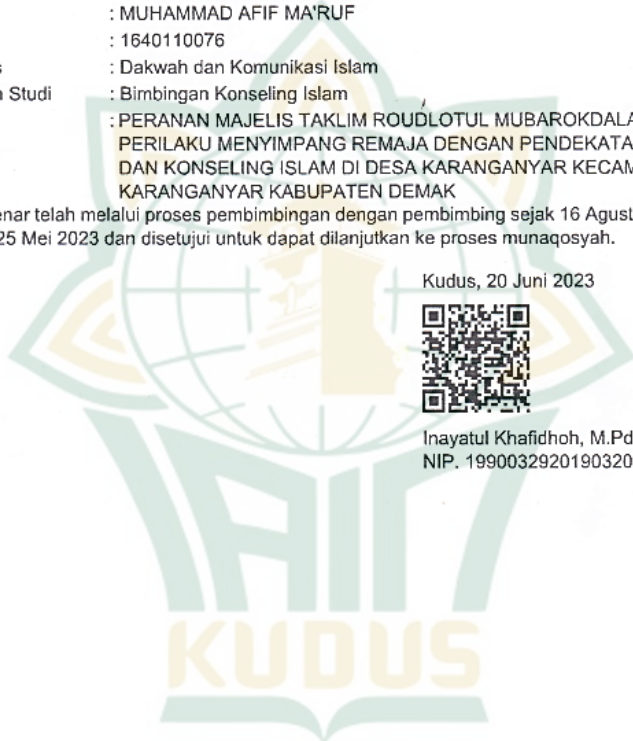 : MUHAMMAD AFIF MA'RUF
: 1640110076
s : Dakwah dan Komunikasi Islam
n Studi : Bimbingan Konseling Islam
: PERANAN MAJELIS TAKLIM ROUDLOTUL MUBAROKDALA
PERILAKU MENYIMPANG REMAJA DENGAN PENDEKATA
DAN KONSELING ISLAM DI DESA KARANGANYAR KECAM
KARANGANYAR KABUPATEN DEMAK
enar telah melalui proses pembimbingan dengan pembimbing sejak 16 Agust
25 Mei 2023 dan disetujui untuk dapat dilanjutkan ke proses munaqosyah.
Kudus, 20 Juni 2023
Inayatul Khafidhoh, M.Pd
NIP. 1990032920190320
IAIN
KUDUS